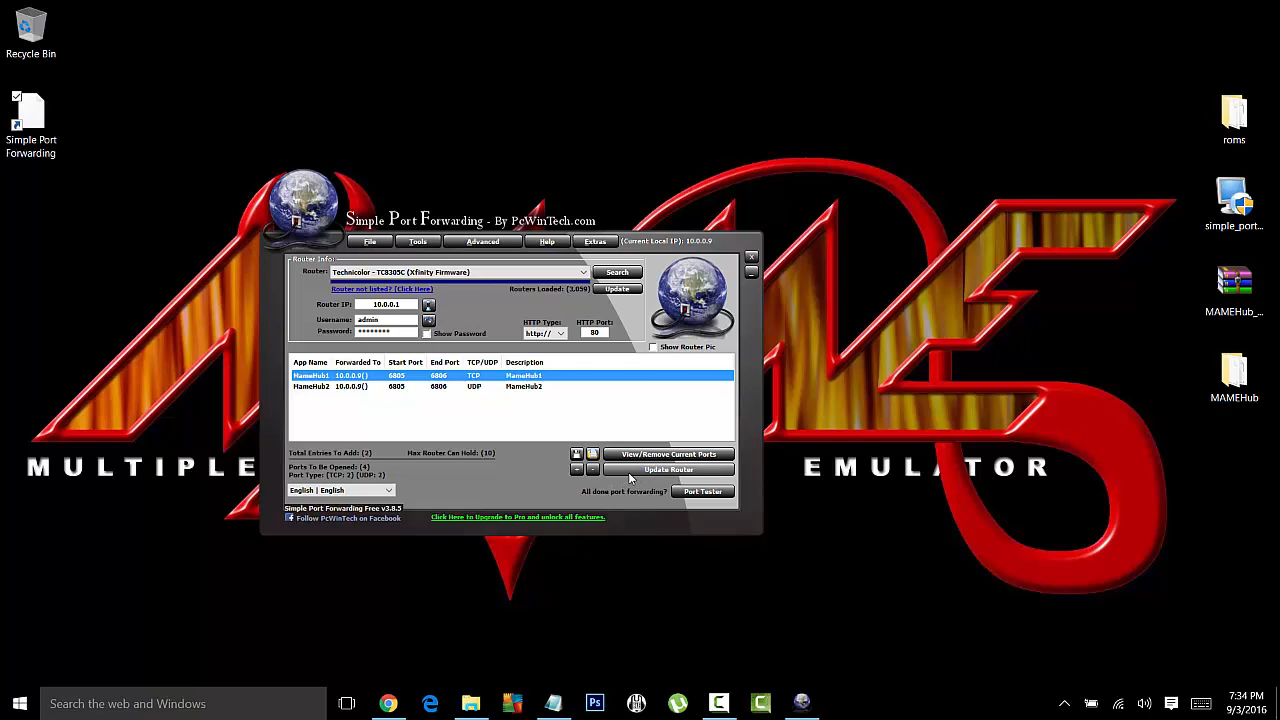 Recycle Bin
Simple Port
Forwarding
roms
simple_port...
MAMEHub_...
MAMEHub
MULTIPLE
EMULATOR
Simple Port Forwarding - By PcWinTech.com
File Tools Advanced Help Extras (Current Local IP): 10.0.0.9
Router Info:
Router: Technicolor - TC8305C (Xfinity Firmware) Search
Router not listed? (Click Here) Routers Loaded: (3,059) Update
Router IP: 10.0.0.1
Username: admin
Password: ******** Show Password
HTTP Type: HTTP Port:
http:// 80
Show Router Pic
App Name Forwarded To Start Port End Port TCP/UDP Description
MameHub1 10.0.0.9() 6805 6806 TCP MameHub1
MameHub2 10.0.0.9() 6805 6806 UDP MameHub2
Total Entries To Add: (2) Max Router Can Hold: (10) View/Remove Current Ports
Ports To Be Opened: (4) + - Update Router
Port Type: (TCP: 2) (UDP: 2)
English | English All done port forwarding? Port Tester
Simple Port Forwarding Free v3.8.5
Follow PcWinTech on Facebook Click Here to Upgrade to Pro and unlock all features.
Search the web and Windows
7:34 PM
9/3/2016